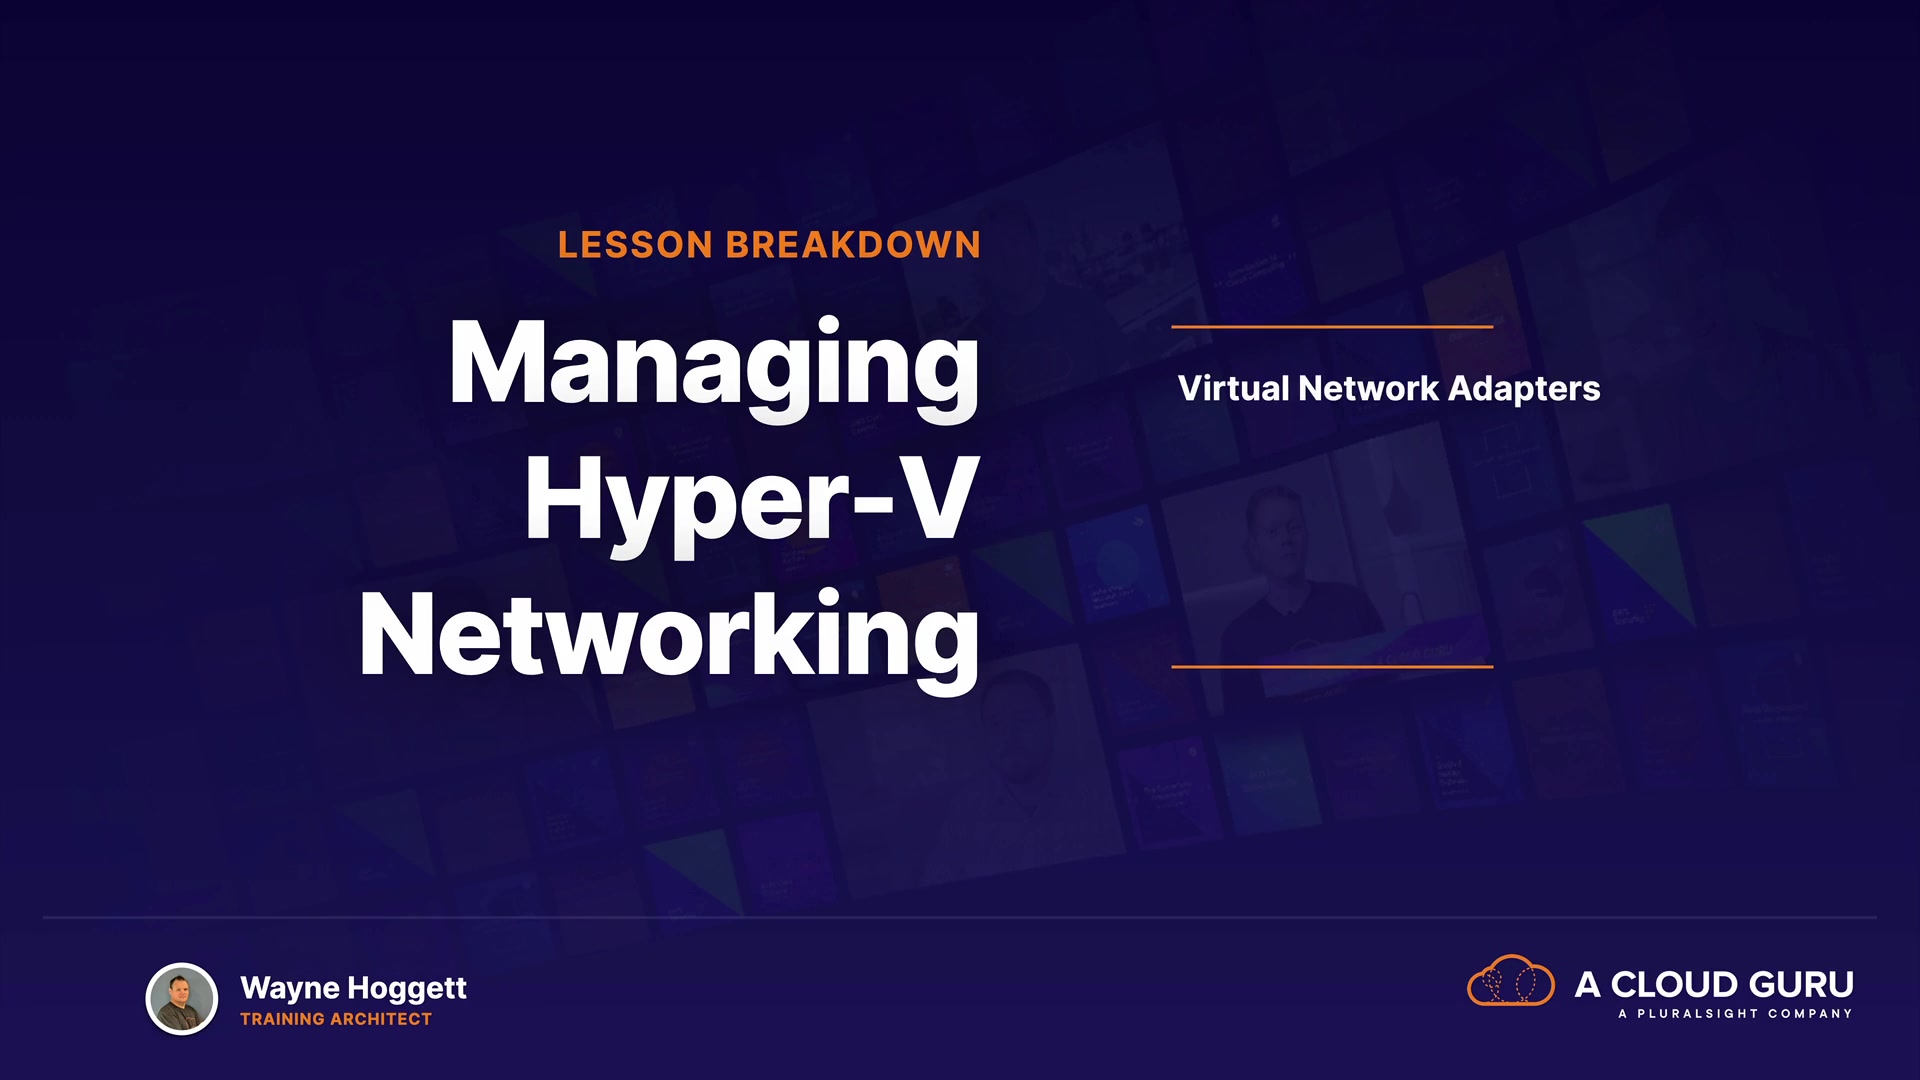 LESSON BREAKDOWN
Managing
Hyper-V
Networking
Virtual Network Adapters
Wayne Hoggett
TRAINING ARCHITECT
A CLOUD GURU
A PLURALSIGHT COMPANY